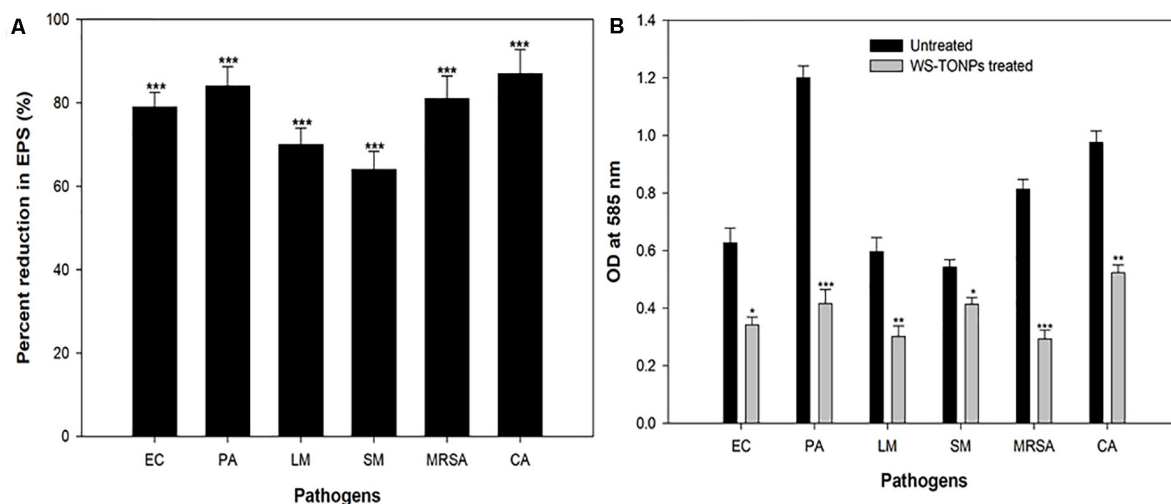 A
Percent reduction in EPS (%)
100
80
60
40
20
0
***
***
***
***
***
***
EC PA LM SM MRSA CA
Pathogens
B
OD at 585 nm
1.4
1.2
1.0
0.8
0.6
0.4
0.2
0.0
Untreated
WS-TONPs treated
*
***
**
*
***
**
EC PA LM SM MRSA CA
Pathogens